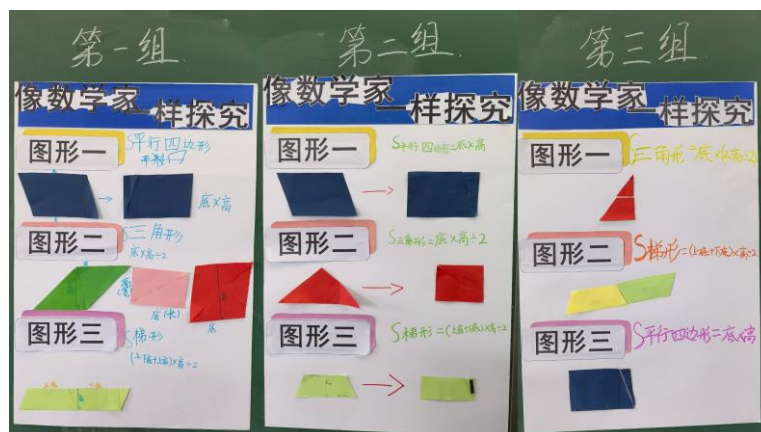 第一组
像数学家一样探究
图形一
S平行四边形
底×高
图形二
S三角形
底×高÷2
底(长)
底
图形三
S梯形
(下底+上底)×高÷2
第二组
像数学家一样探究
图形一
S平行四边形=底×高
图形二
S三角形=底×高÷2
图形三
S梯形=(上底+下底)×高÷2
第三组
像数学家一样探究
图形一
S三角形=底×高÷2
图形二
S梯形=(上底+下底)×高÷2
图形三
S平行四边形=底×高